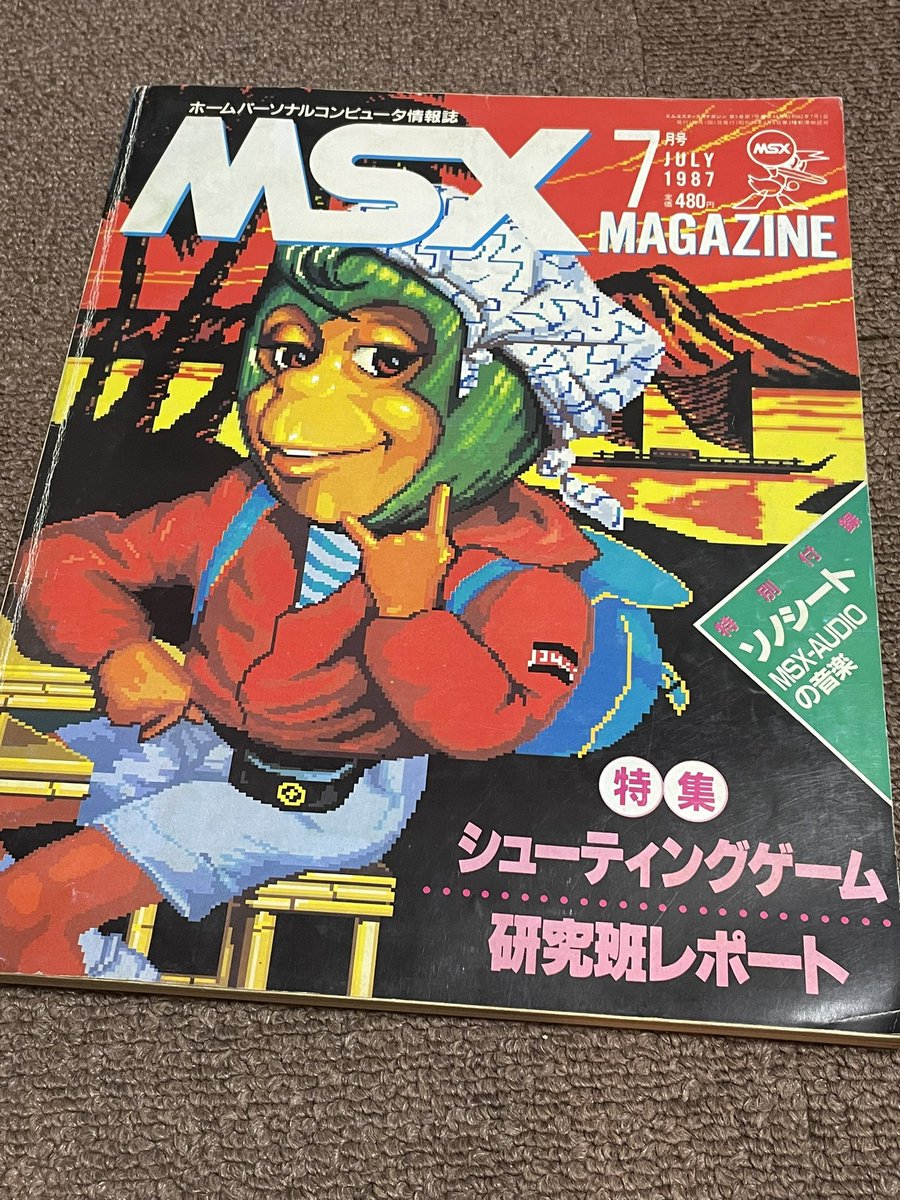 ホームパーソナルコンピュータ情報誌
MSX
7月号
JULY
1987
定価480円
MSX
MAGAZINE
特別付録
ソノシート
MSX-AUDIO
の音楽
特集
シューティングゲーム
研究班レポート